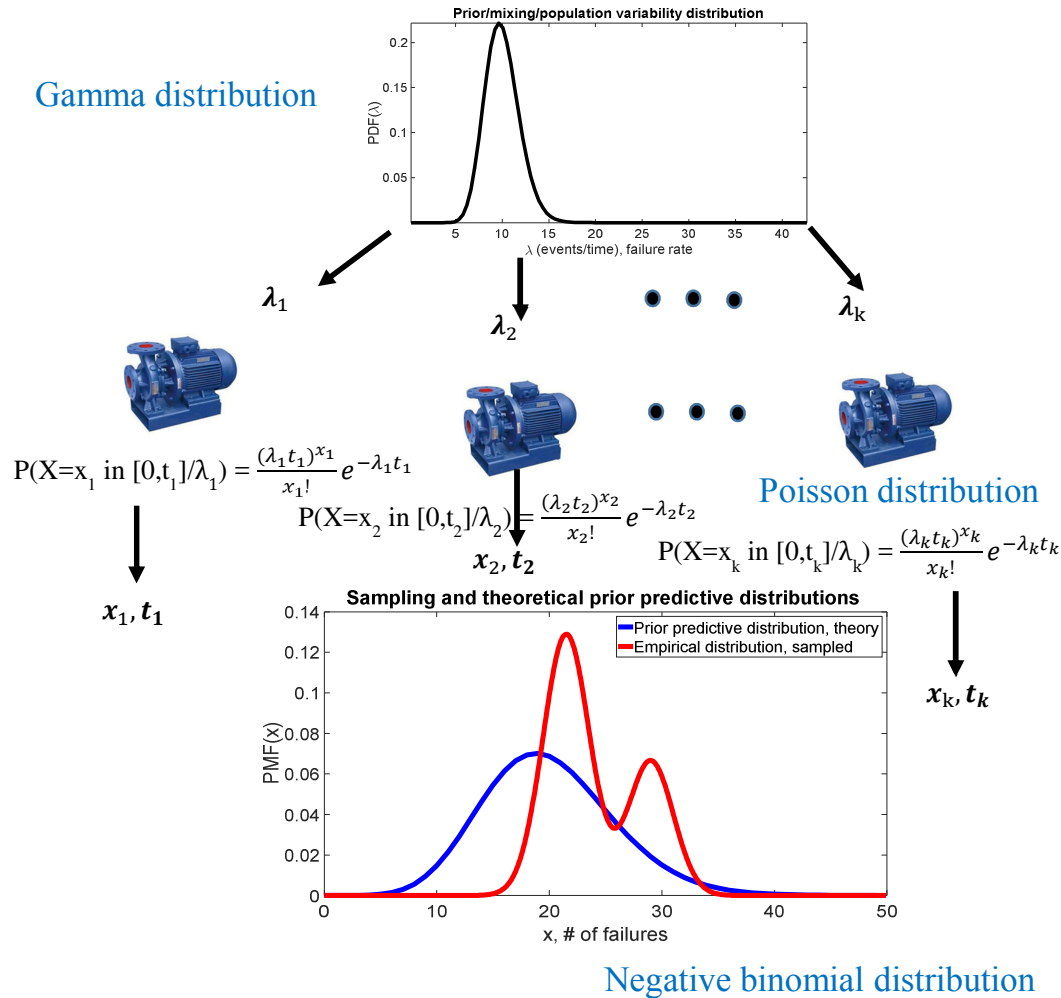 Prior/mixing/population variability distribution
Gamma distribution
PDF(λ)
0.2
0.15
0.1
0.05
5 10 15 20 25 30 35 40
λ (events/time), failure rate
λ₁
λ₂
λₖ
P(X=x₁ in [0,t₁]/λ₁) = (λ₁t₁)^x₁/x₁! e^−λ₁t₁
P(X=x₂ in [0,t₂]/λ₂) = (λ₂t₂)^x₂/x₂! e^−λ₂t₂
Poisson distribution
P(X=xₖ in [0,tₖ]/λₖ) = (λₖtₖ)^xₖ/xₖ! e^−λₖtₖ
x₁, t₁
x₂, t₂
xₖ, tₖ
Sampling and theoretical prior predictive distributions
Prior predictive distribution, theory
Empirical distribution, sampled
PMF(x)
0.14
0.12
0.1
0.08
0.06
0.04
0.02
0
0 10 20 30 40 50
x, # of failures
Negative binomial distribution